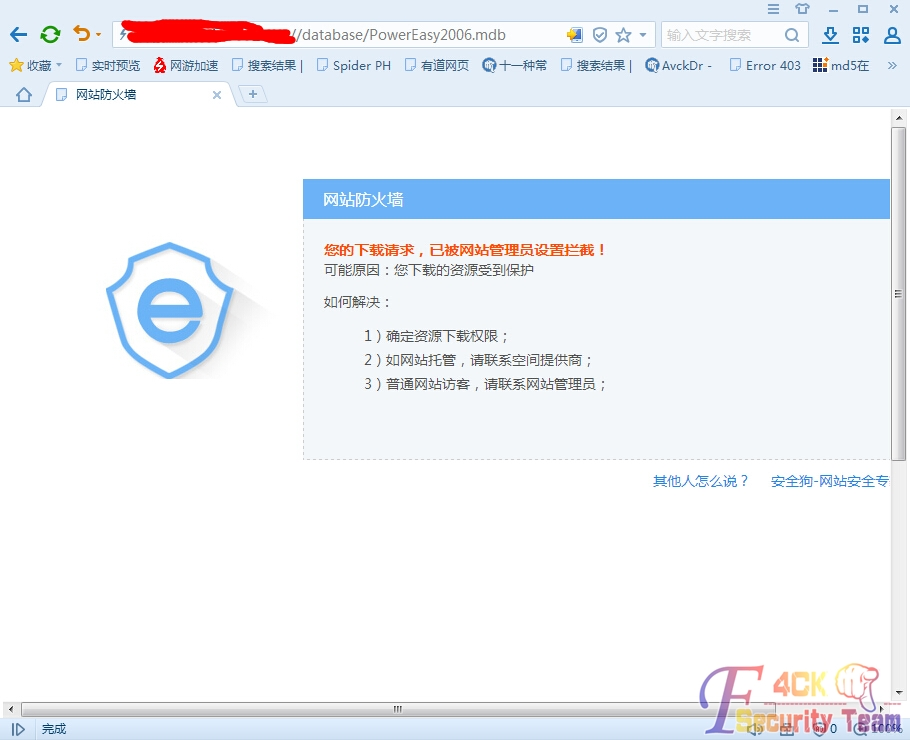 //database/PowerEasy2006.mdb
输入文字搜索
收藏 实时预览 网游加速 搜索结果 | Spider PH 有道网页 十一种常 搜索结果 | AvckDr - Error 403 md5在 »
网站防火墙
网站防火墙
您的下载请求，已被网站管理员设置拦截！
可能原因：您下载的资源受到保护
如何解决：
1）确定资源下载权限；
2）如网站托管，请联系空间提供商；
3）普通网站访客，请联系网站管理员；
其他人怎么说？ 安全狗-网站安全专
F4CK
Security Team
完成
0
100%